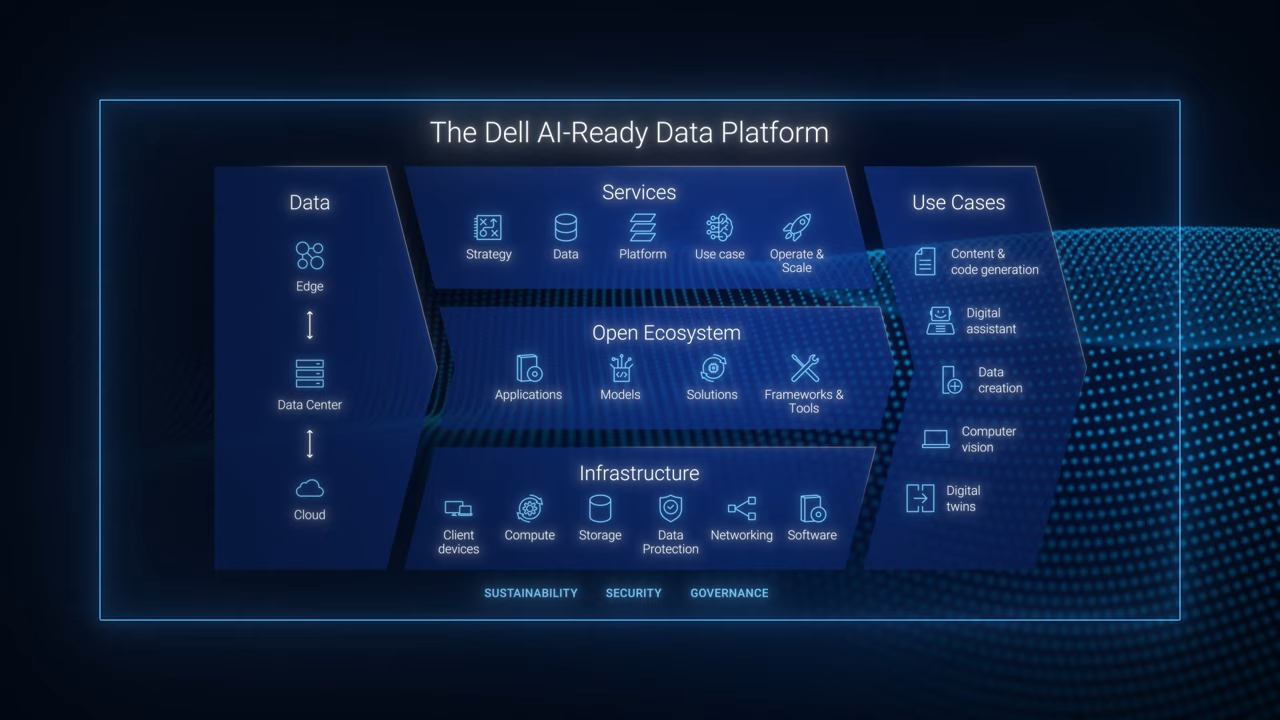 The Dell AI-Ready Data Platform
Data
Edge
Data Center
Cloud
Services
Strategy
Data
Platform
Use case
Operate &
Scale
Open Ecosystem
Applications
Models
Solutions
Frameworks &
Tools
Infrastructure
Client
devices
Compute
Storage
Data
Protection
Networking
Software
Use Cases
Content &
code generation
Digital
assistant
Data
creation
Computer
vision
Digital
twins
SUSTAINABILITY SECURITY GOVERNANCE